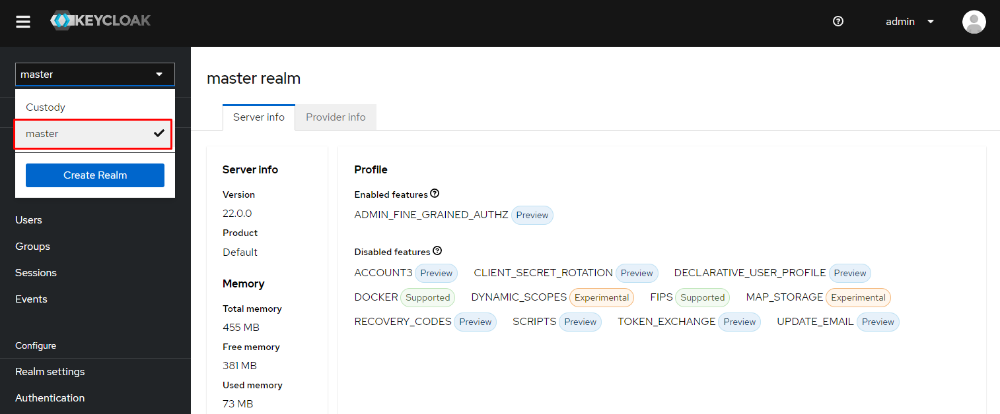 KEYCLOAK
admin
master
Custody
master
Create Realm
Users
Groups
Sessions
Events
Configure
Realm settings
Authentication
master realm
Server info
Provider info
Server info
Version
22.0.0
Product
Default
Memory
Total memory
455 MB
Free memory
381 MB
Used memory
73 MB
Profile
Enabled features
ADMIN_FINE_GRAINED_AUTHZ Preview
Disabled features
ACCOUNT3 Preview CLIENT_SECRET_ROTATION Preview DECLARATIVE_USER_PROFILE Preview
DOCKER Supported DYNAMIC_SCOPES Experimental FIPS Supported MAP_STORAGE Experimental
RECOVERY_CODES Preview SCRIPTS Preview TOKEN_EXCHANGE Preview UPDATE_EMAIL Preview